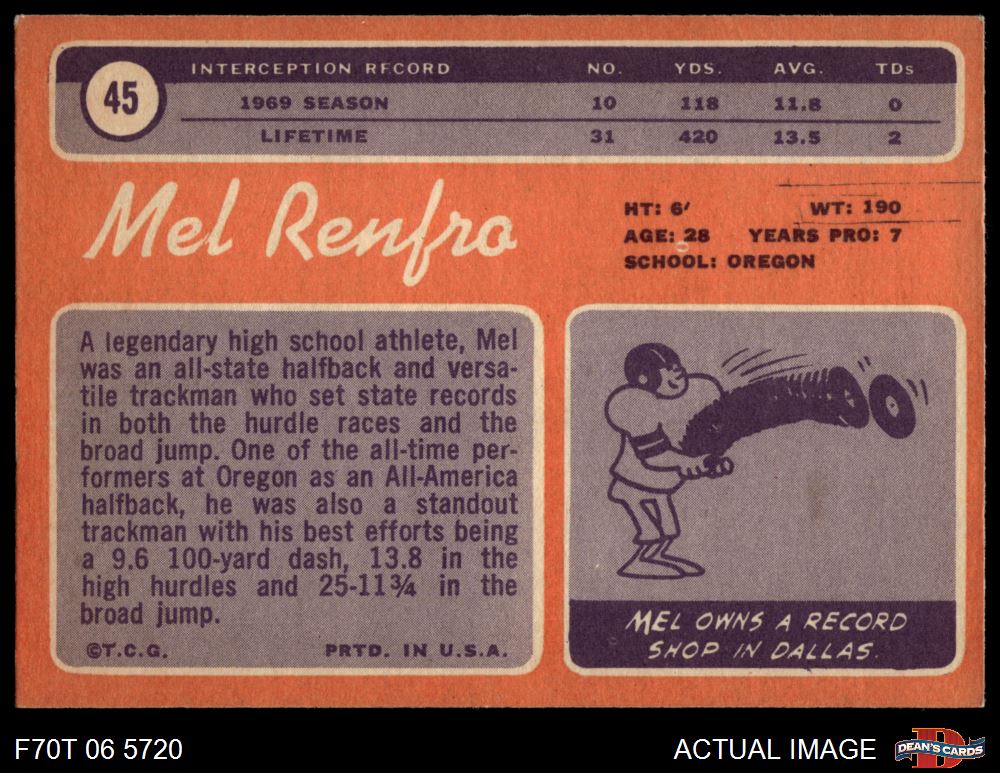 45
INTERCEPTION RECORD NO. YDS. AVG. TDs
1969 SEASON 10 118 11.8 0
LIFETIME 31 420 13.5 2
Mel Renfro
HT: 6' WT: 190
AGE: 28 YEARS PRO: 7
SCHOOL: OREGON
A legendary high school athlete, Mel
was an all-state halfback and versa-
tile trackman who set state records
in both the hurdle races and the
broad jump. One of the all-time per-
formers at Oregon as an All-America
halfback, he was also a standout
trackman with his best efforts being
a 9.6 100-yard dash, 13.8 in the
high hurdles and 25-11¾ in the
broad jump.
©T.C.G. PRTD. IN U.S.A.
MEL OWNS A RECORD
SHOP IN DALLAS.
F70T 06 5720
ACTUAL IMAGE
D
DEAN'S CARDS